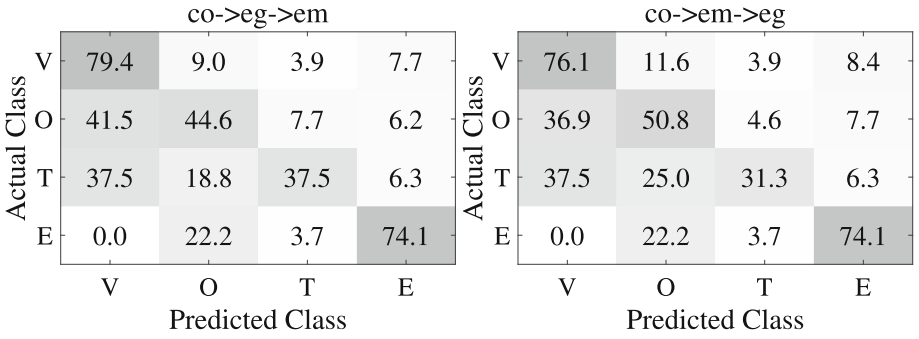 co->eg->em
Actual Class
V 79.4 9.0 3.9 7.7
O 41.5 44.6 7.7 6.2
T 37.5 18.8 37.5 6.3
E 0.0 22.2 3.7 74.1
V O T E
Predicted Class
co->em->eg
Actual Class
V 76.1 11.6 3.9 8.4
O 36.9 50.8 4.6 7.7
T 37.5 25.0 31.3 6.3
E 0.0 22.2 3.7 74.1
V O T E
Predicted Class